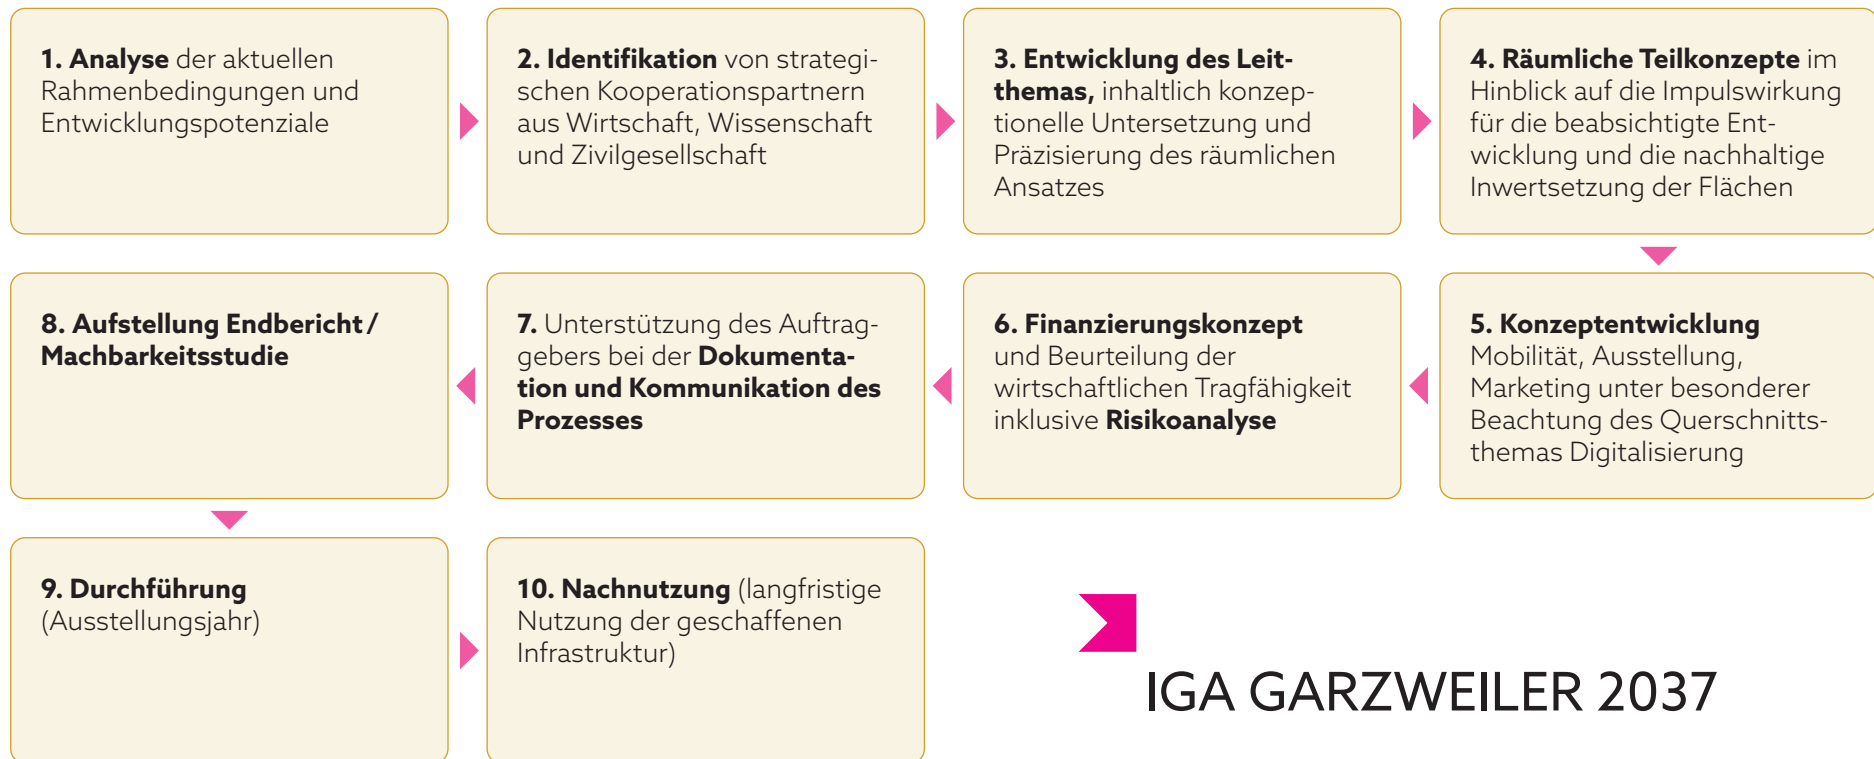 1. Analyse der aktuellen
Rahmenbedingungen und
Entwicklungspotenziale
2. Identifikation von strategi-
schen Kooperationspartnern
aus Wirtschaft, Wissenschaft
und Zivilgesellschaft
3. Entwicklung des Leit-
themas, inhaltlich konzep-
tionelle Untersetzung und
Präzisierung des räumlichen
Ansatzes
4. Räumliche Teilkonzepte im
Hinblick auf die Impulswirkung
für die beabsichtigte Ent-
wicklung und die nachhaltige
Inwertsetzung der Flächen
5. Konzeptentwicklung
Mobilität, Ausstellung,
Marketing unter besonderer
Beachtung des Querschnitts-
themas Digitalisierung
6. Finanzierungskonzept
und Beurteilung der
wirtschaftlichen Tragfähigkeit
inklusive Risikoanalyse
7. Unterstützung des Auftrag-
gebers bei der Dokumenta-
tion und Kommunikation des
Prozesses
8. Aufstellung Endbericht /
Machbarkeitsstudie
9. Durchführung
(Ausstellungsjahr)
10. Nachnutzung (langfristige
Nutzung der geschaffenen
Infrastruktur)
IGA GARZWEILER 2037